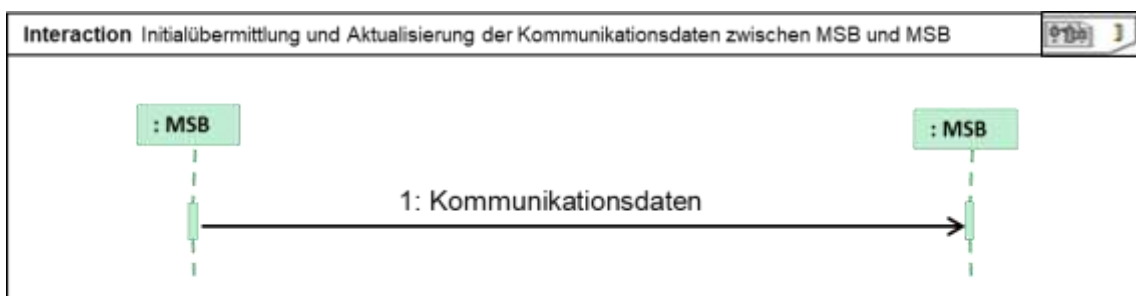 Interaction Initialübermittlung und Aktualisierung der Kommunikationsdaten zwischen MSB und MSB
: MSB
: MSB
1: Kommunikationsdaten